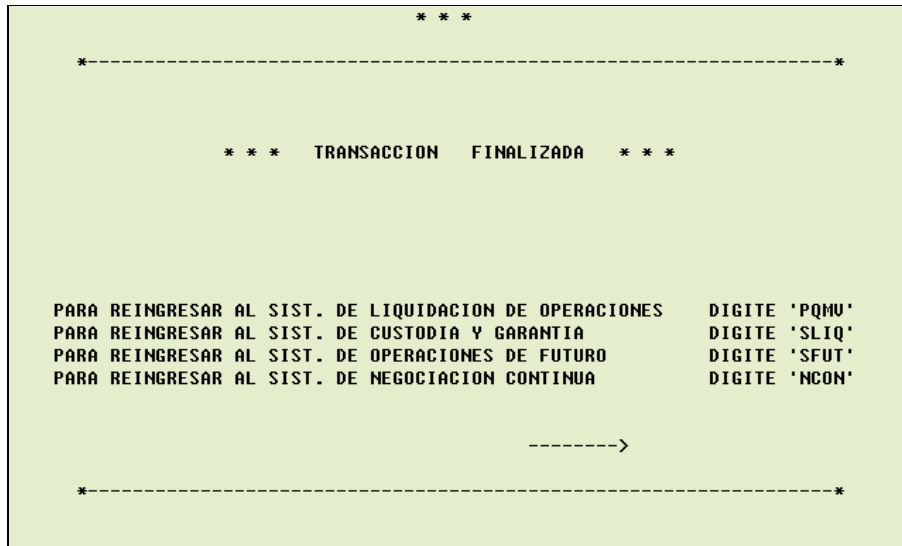 * * *
*------------------------------------------------------------------*
* * *   TRANSACCION   FINALIZADA   * * *
PARA REINGRESAR AL SIST. DE LIQUIDACION DE OPERACIONES    DIGITE 'PQMV'
PARA REINGRESAR AL SIST. DE CUSTODIA Y GARANTIA           DIGITE 'SLIQ'
PARA REINGRESAR AL SIST. DE OPERACIONES DE FUTURO         DIGITE 'SFUT'
PARA REINGRESAR AL SIST. DE NEGOCIACION CONTINUA          DIGITE 'NCON'
-------->
*------------------------------------------------------------------*